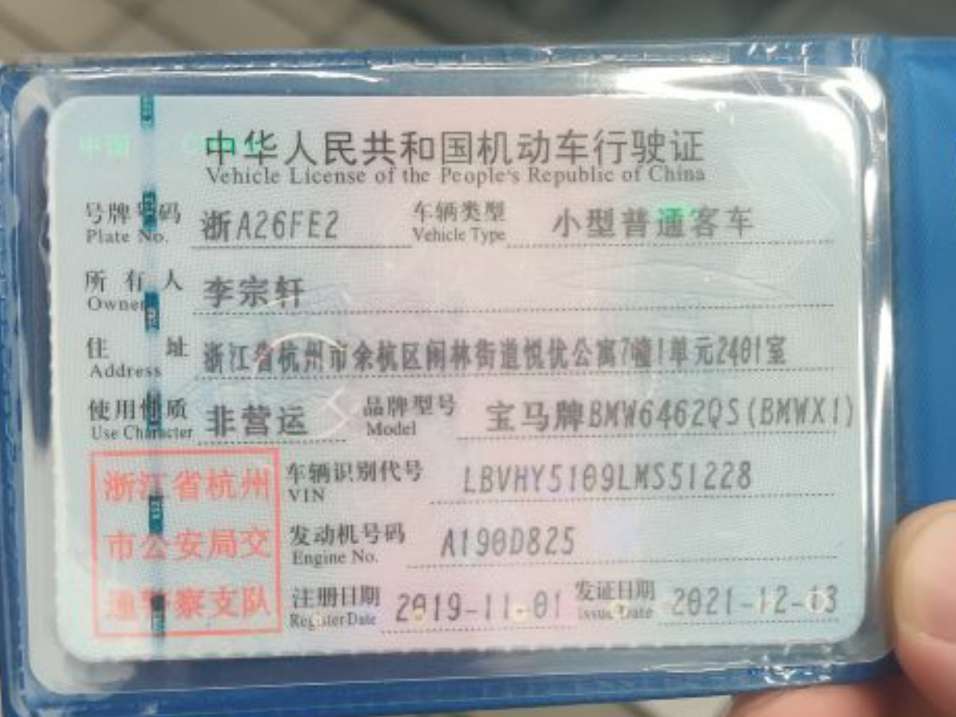 中华人民共和国机动车行驶证
Vehicle License of the People's Republic of China
号牌号码 浙A26FE2 车辆类型 小型普通客车
Plate No. Vehicle Type
所有人 李宗轩
Owner
住址 浙江省杭州市余杭区闲林街道悦优公寓7幢1单元2401室
Address
使用性质 非营运 品牌型号 宝马牌BMW6462QS(BMWX1)
Use Character Model
浙江省杭州 车辆识别代号 LBVHY5109LMS51228
VIN
市公安局交 发动机号码 A190D825
Engine No.
通警察支队 注册日期 2019-11-01 发证日期 2021-12-03
Register Date Issue Date